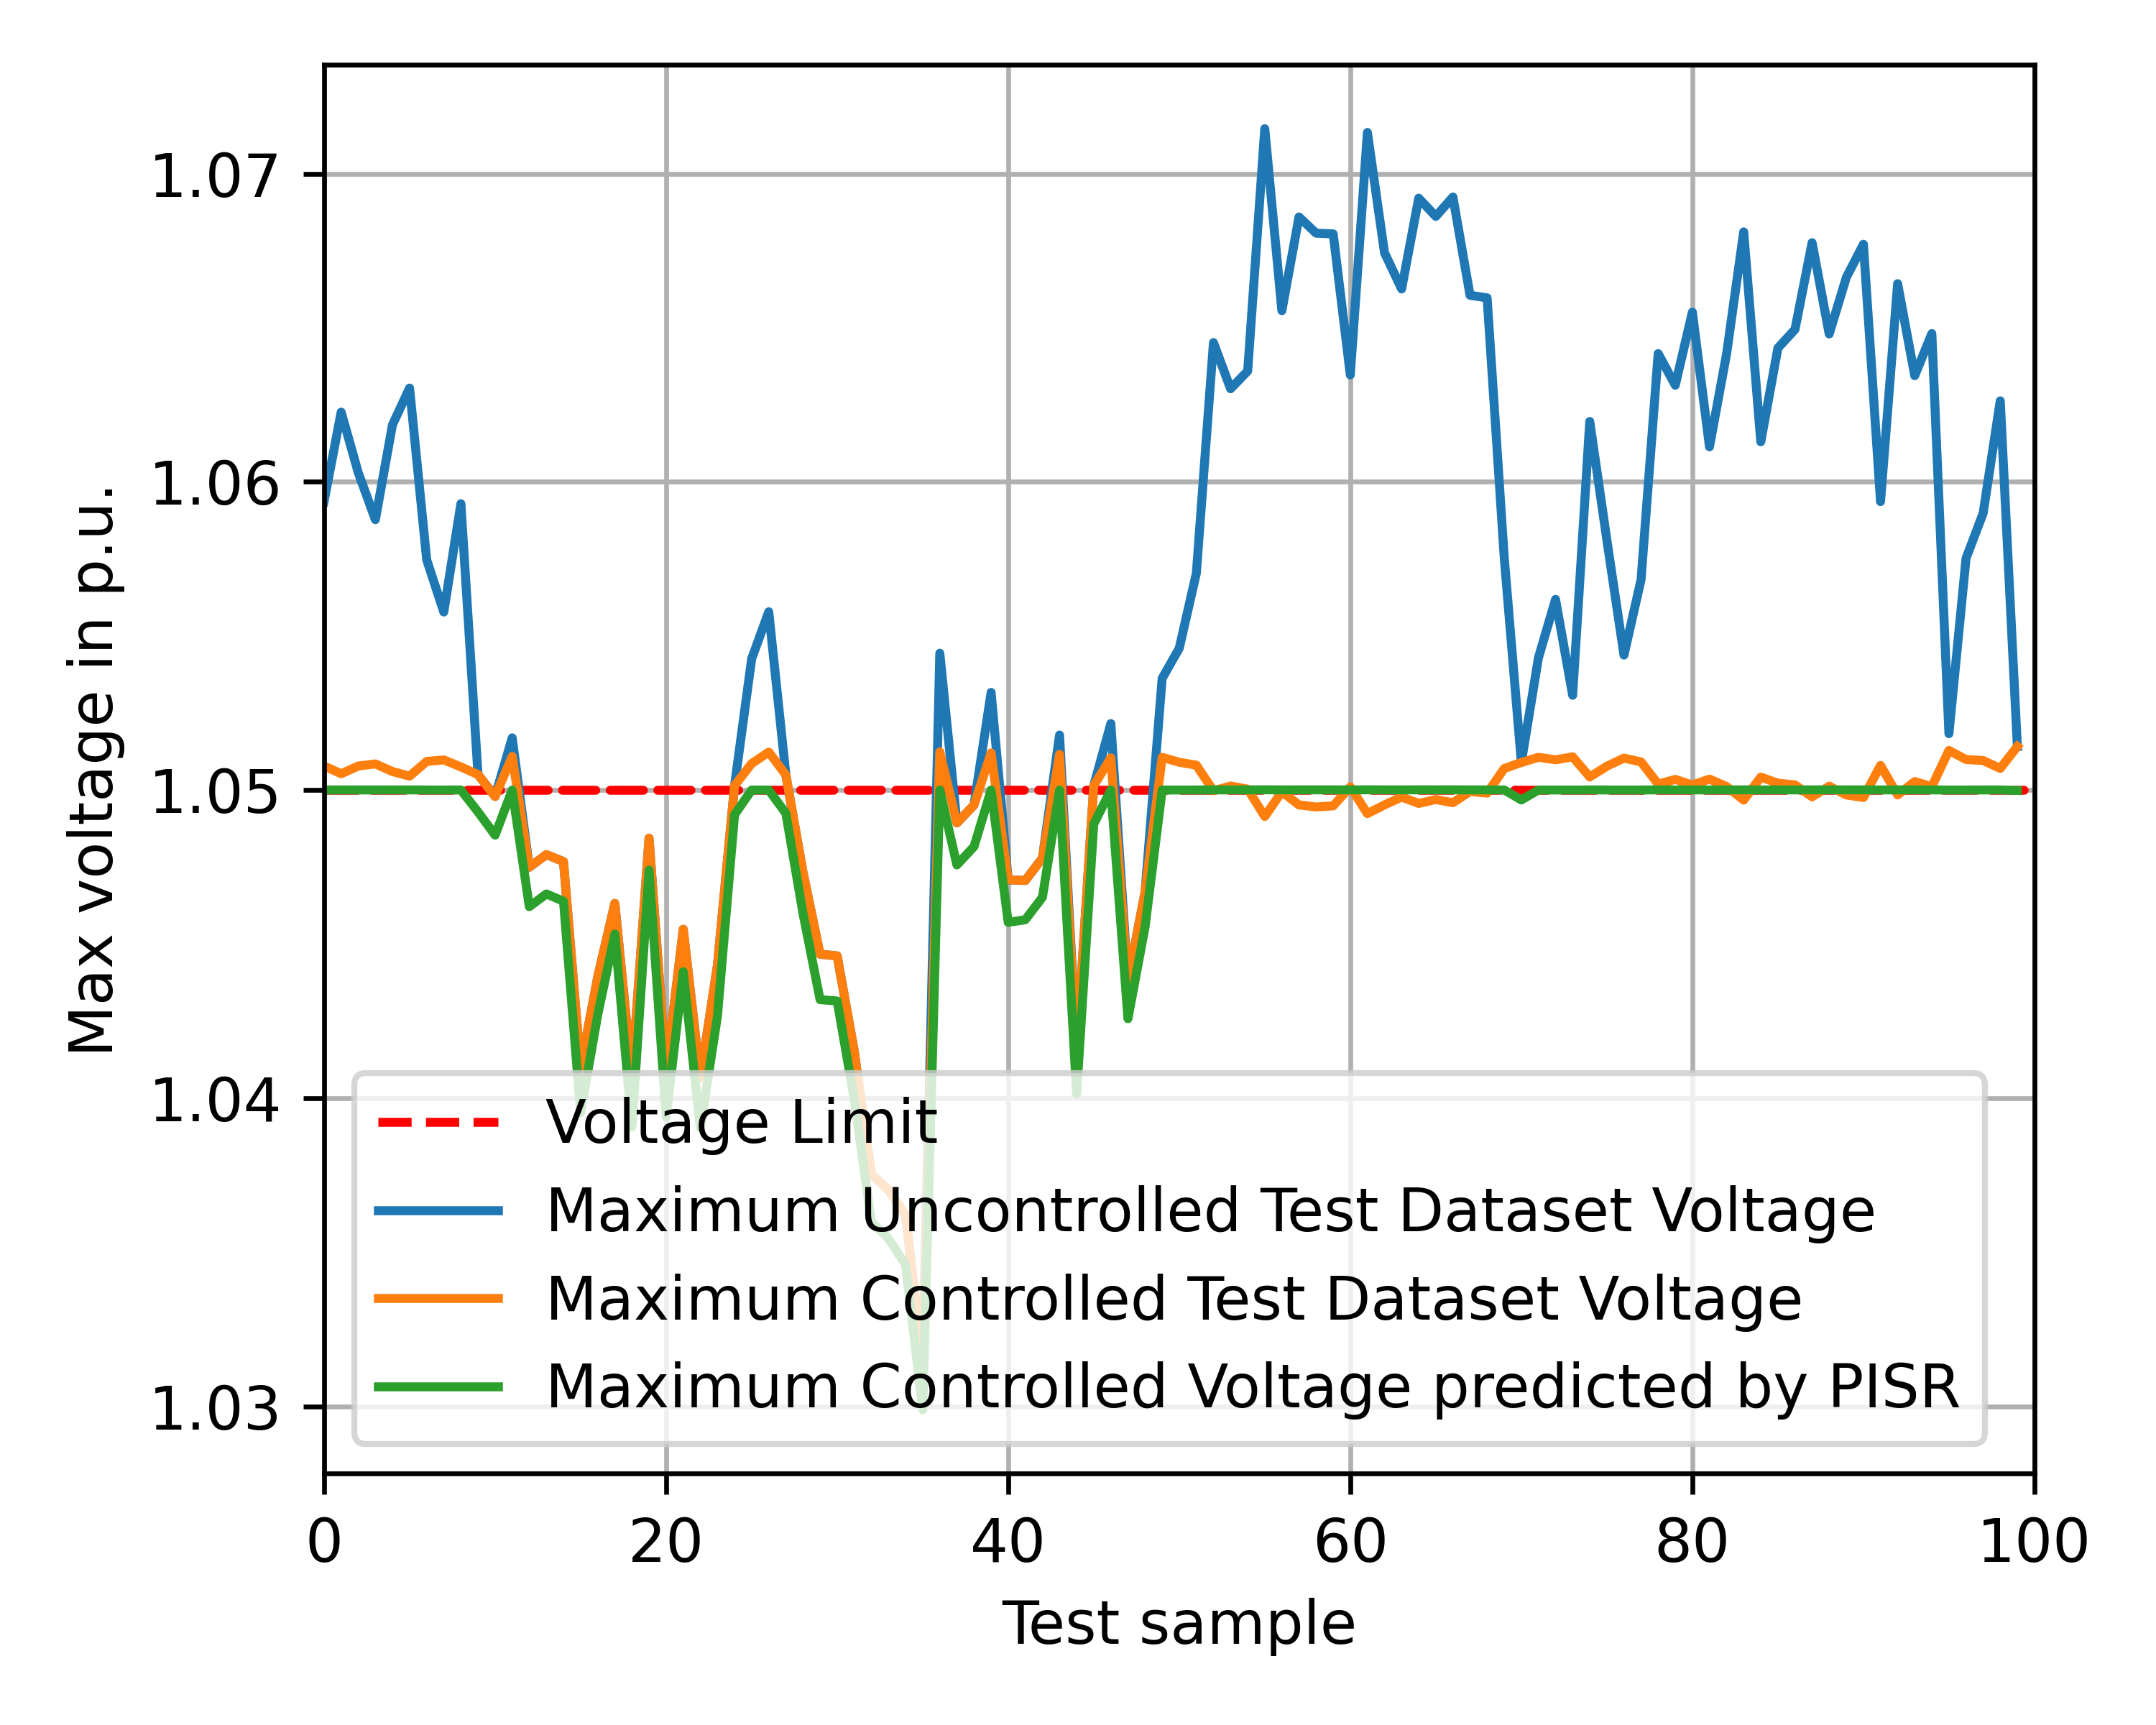 1.07
1.06
1.05
1.04
1.03
Max voltage in p.u.
Voltage Limit
Maximum Uncontrolled Test Dataset Voltage
Maximum Controlled Test Dataset Voltage
Maximum Controlled Voltage predicted by PISR
0 20 40 60 80 100
Test sample